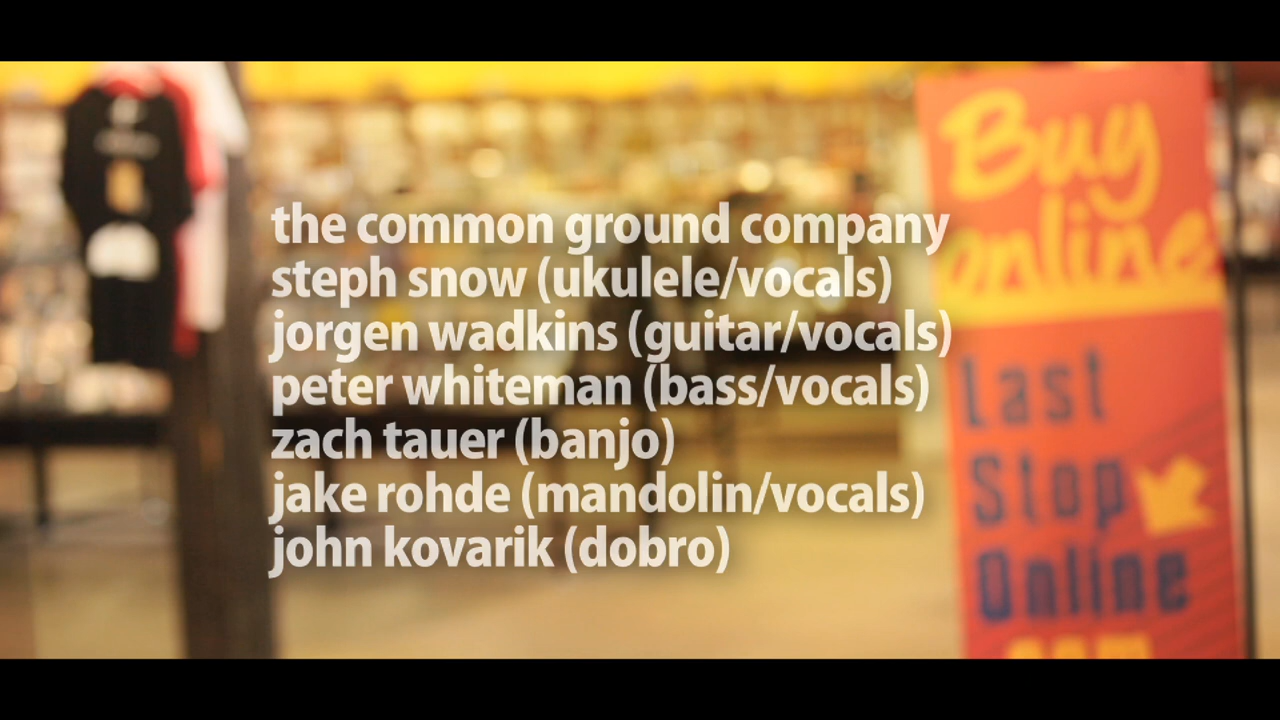 the common ground company
steph snow (ukulele/vocals)
jorgen wadkins (guitar/vocals)
peter whiteman (bass/vocals)
zach tauer (banjo)
jake rohde (mandolin/vocals)
john kovarik (dobro)
Buy
online
Last
Stop
Online
.com